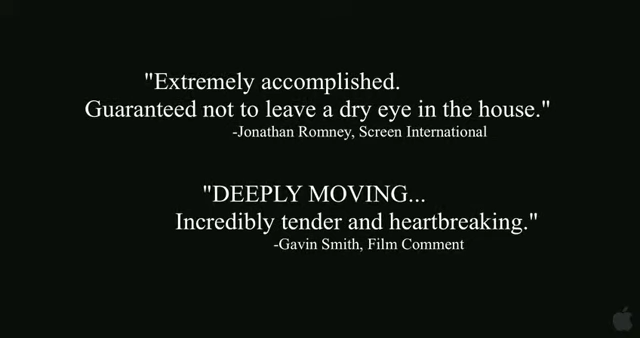 "Extremely accomplished.
Guaranteed not to leave a dry eye in the house."
-Jonathan Romney, Screen International
"DEEPLY MOVING...
Incredibly tender and heartbreaking."
-Gavin Smith, Film Comment